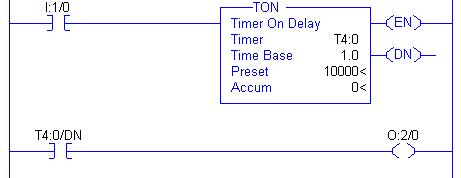 I:1/0
TON
Timer On Delay
EN
Timer T4:0
Time Base 1.0
DN
Preset 10000<
Accum 0<
T4:0/DN
O:2/0